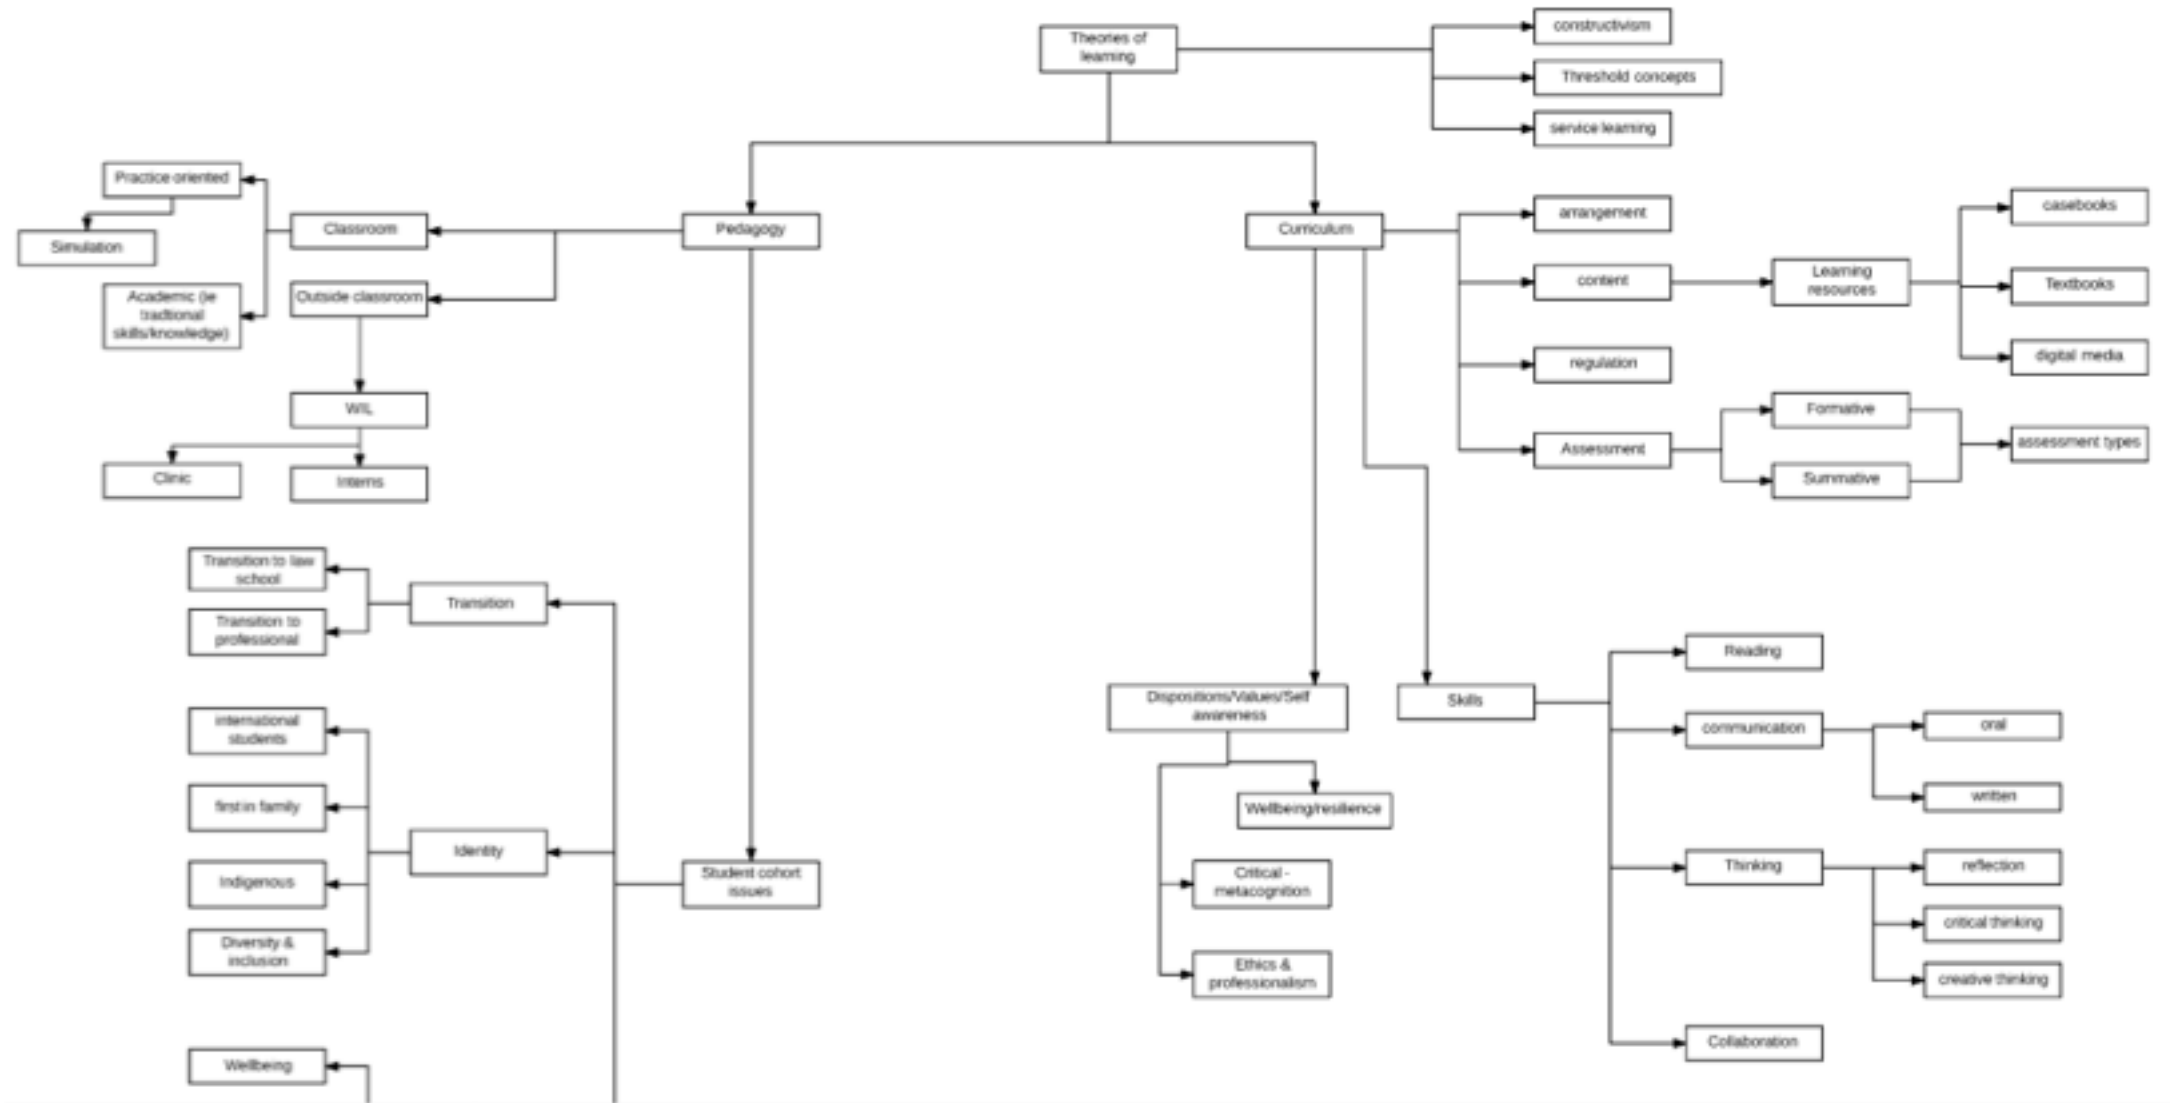 Theories of
learning
constructivism
Threshold concepts
service learning
Practice oriented
Simulation
Classroom
Academic (ie
tradtional
skills/knowledge)
Outside classroom
Pedagogy
WIL
Clinic
Interns
Curriculum
arrangement
content
regulation
Assessment
Learning
resources
casebooks
Textbooks
digital media
Formative
Summative
assessment types
Transition to law
school
Transition to
professional
Transition
international
students
first in family
Indigenous
Diversity &
inclusion
Identity
Student cohort
issues
Wellbeing
Dispositions/Values/Self
awareness
Wellbeing/resilience
Critical -
metacognition
Ethics &
professionalism
Skills
Reading
communication
oral
written
Thinking
reflection
critical thinking
creative thinking
Collaboration